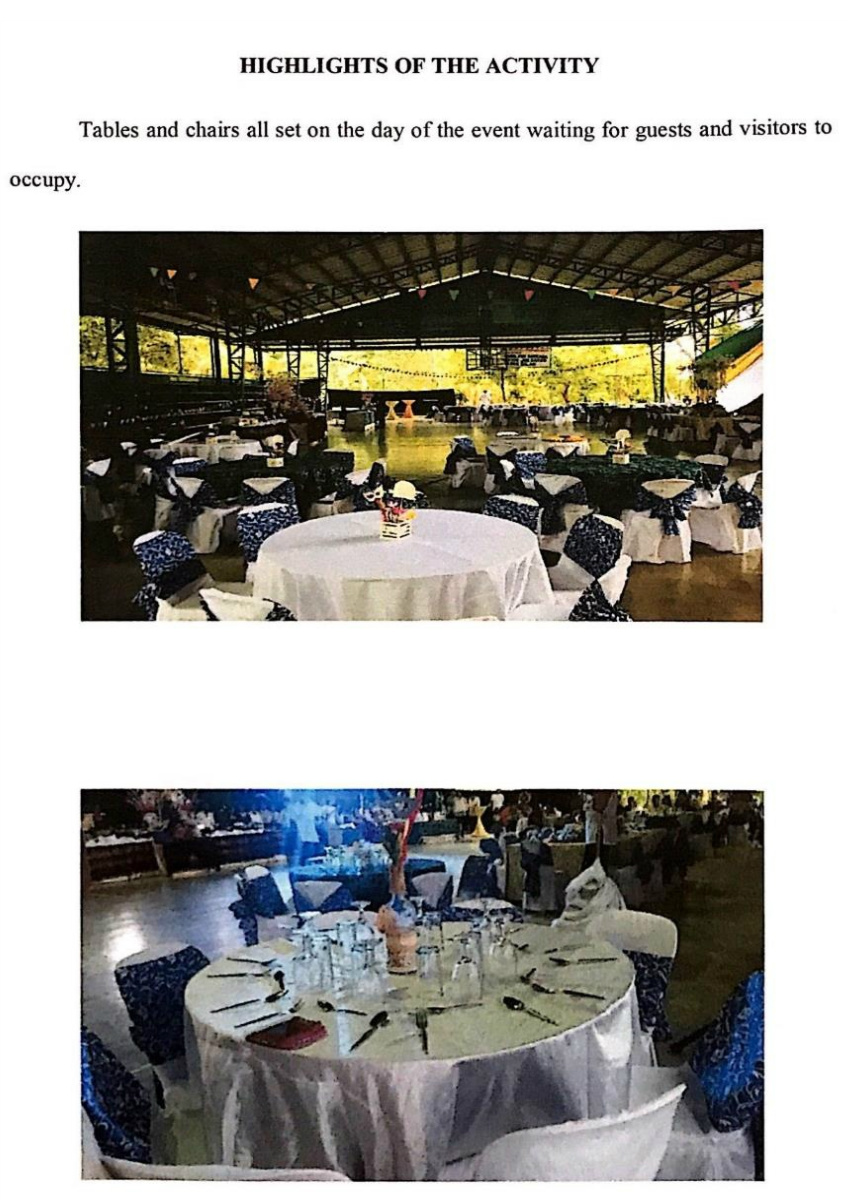 HIGHLIGHTS OF THE ACTIVITY
Tables and chairs all set on the day of the event waiting for guests and visitors to
occupy.